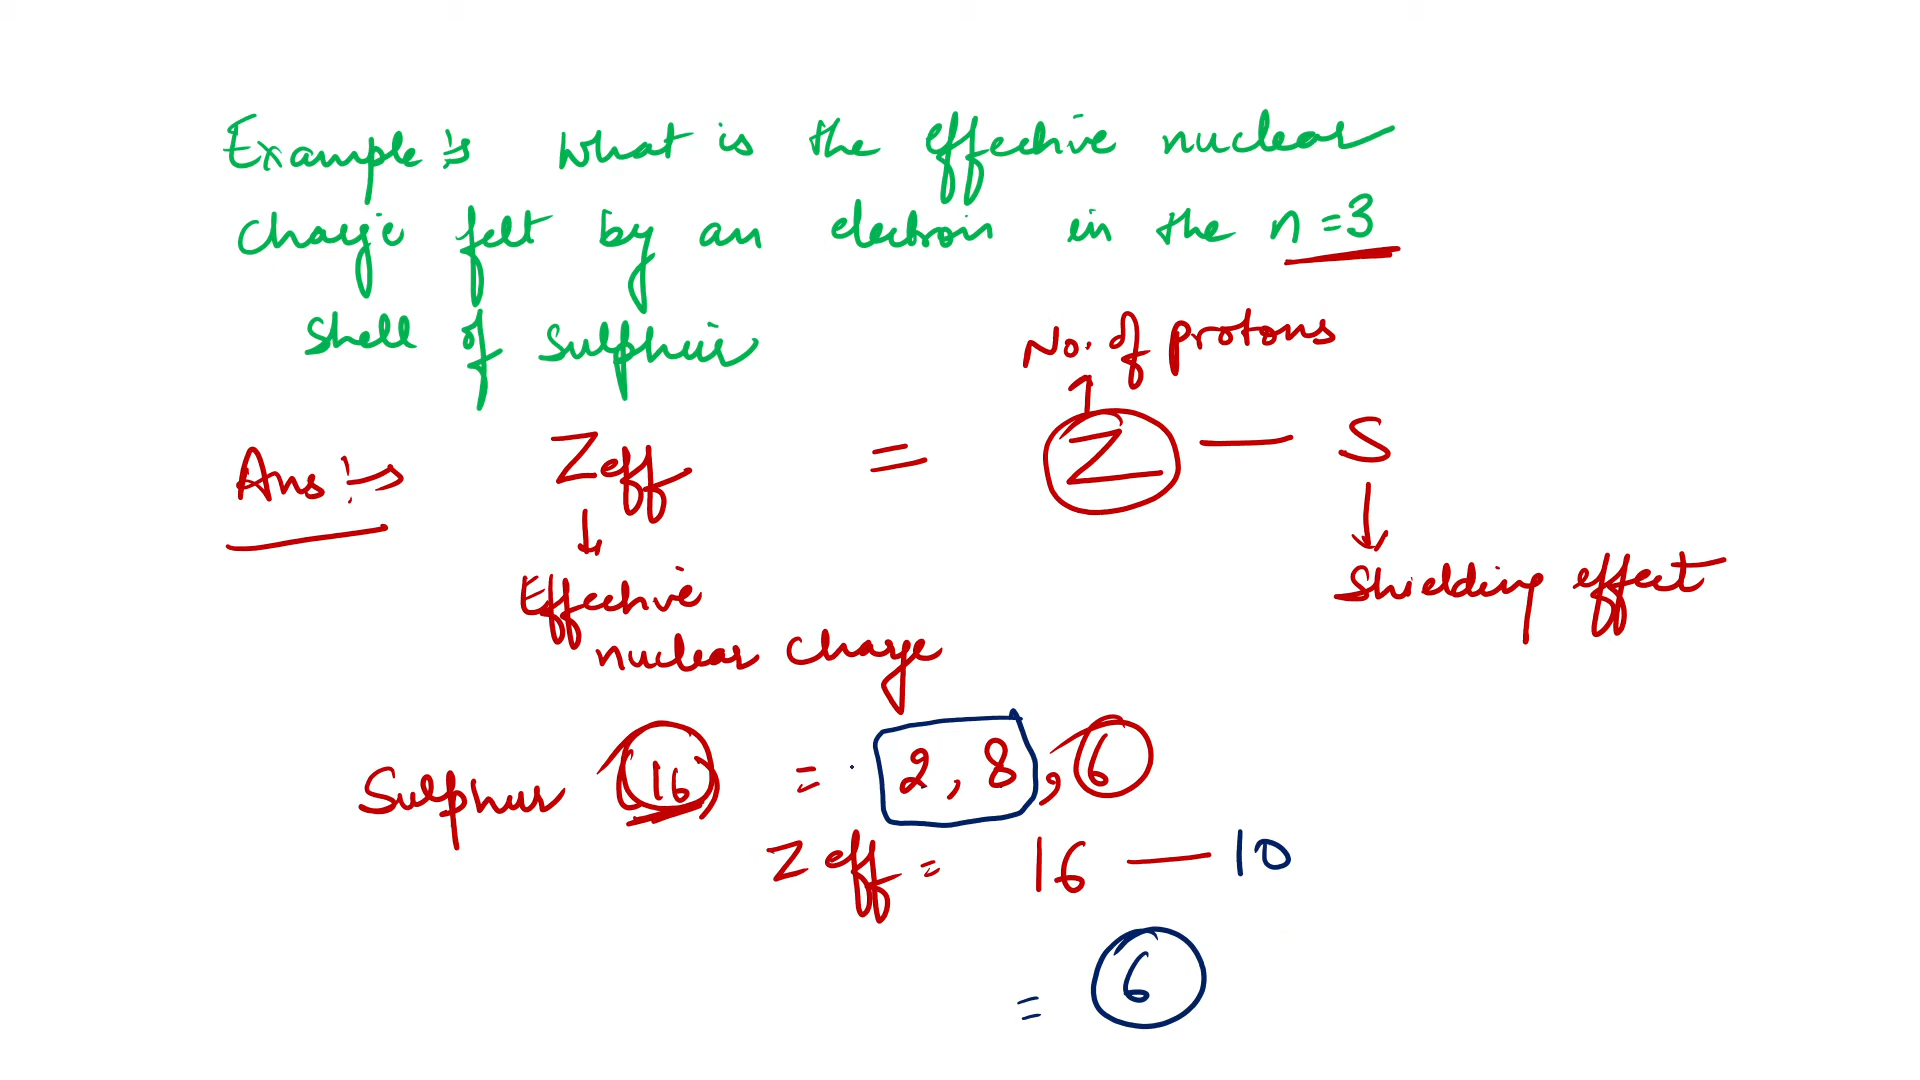 Example:- What is the effective nuclear
charge felt by an electron in the n=3
shell of sulphur
No. of protons
Ans:- Zeff = Z - S
Effective
nuclear charge
Shielding effect
Sulphur 16 = 2, 8, 6
Zeff = 16 - 10
= 6